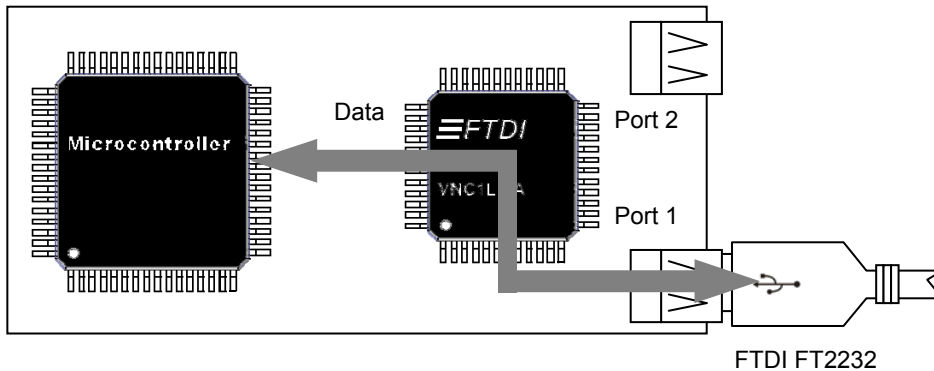 Microcontroller
Data
FTDI
VNC1L
A
Port 2
Port 1
FTDI FT2232